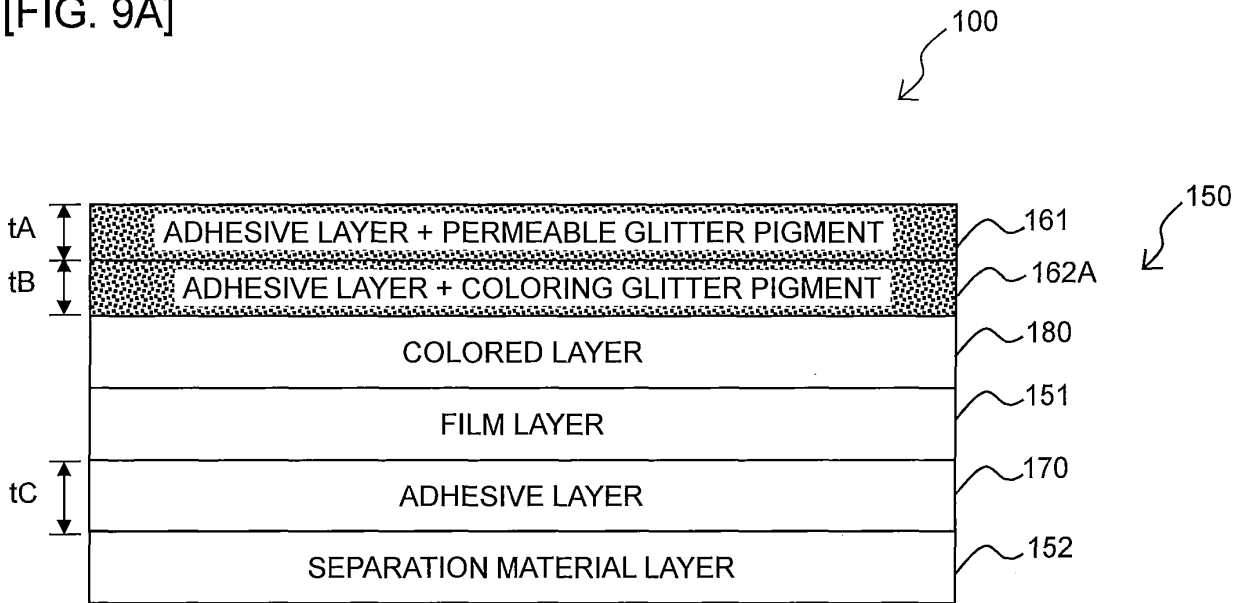 [FIG. 9A]
100
150
tA
ADHESIVE LAYER + PERMEABLE GLITTER PIGMENT
161
tB
ADHESIVE LAYER + COLORING GLITTER PIGMENT
162A
COLORED LAYER
180
FILM LAYER
151
tC
ADHESIVE LAYER
170
SEPARATION MATERIAL LAYER
152